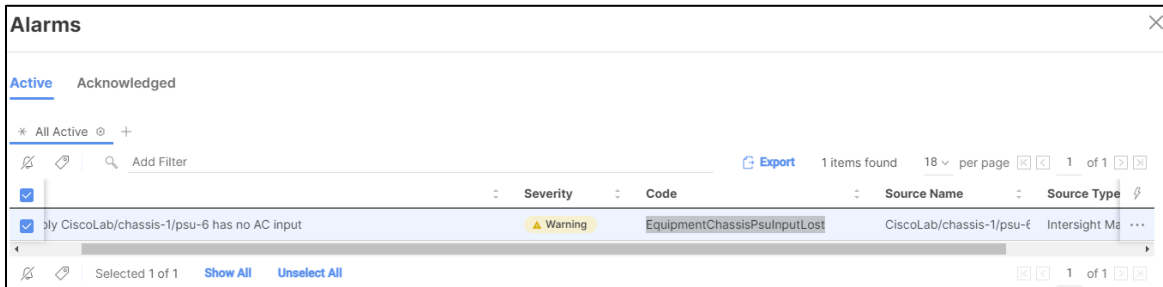 Alarms
Active Acknowledged
All Active
Add Filter Export 1 items found 18 per page 1 of 1
Severity Code Source Name Source Type
ply CiscoLab/chassis-1/psu-6 has no AC input Warning EquipmentChassisPsuInputLost CiscoLab/chassis-1/psu-6 Intersight Ma
Selected 1 of 1 Show All Unselect All 1 of 1